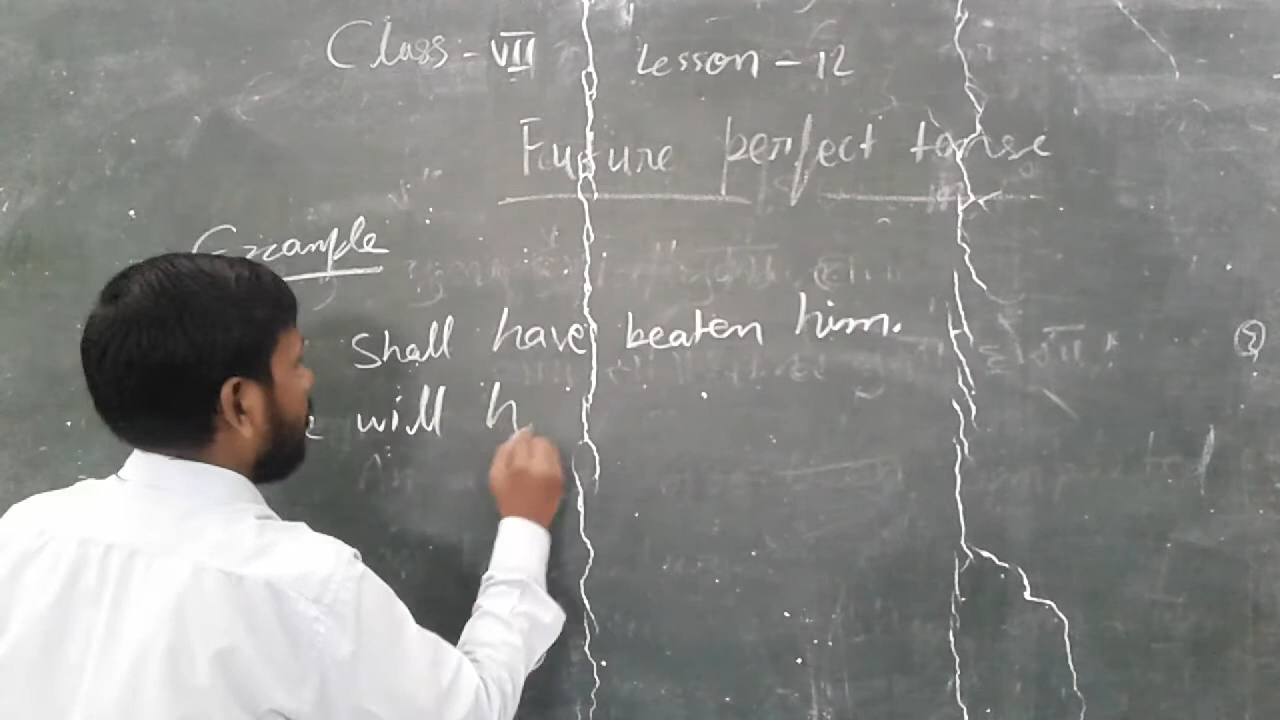 Class - VII Lesson - 12
Future perfect tense
Example
Shall have beaten him.
will h